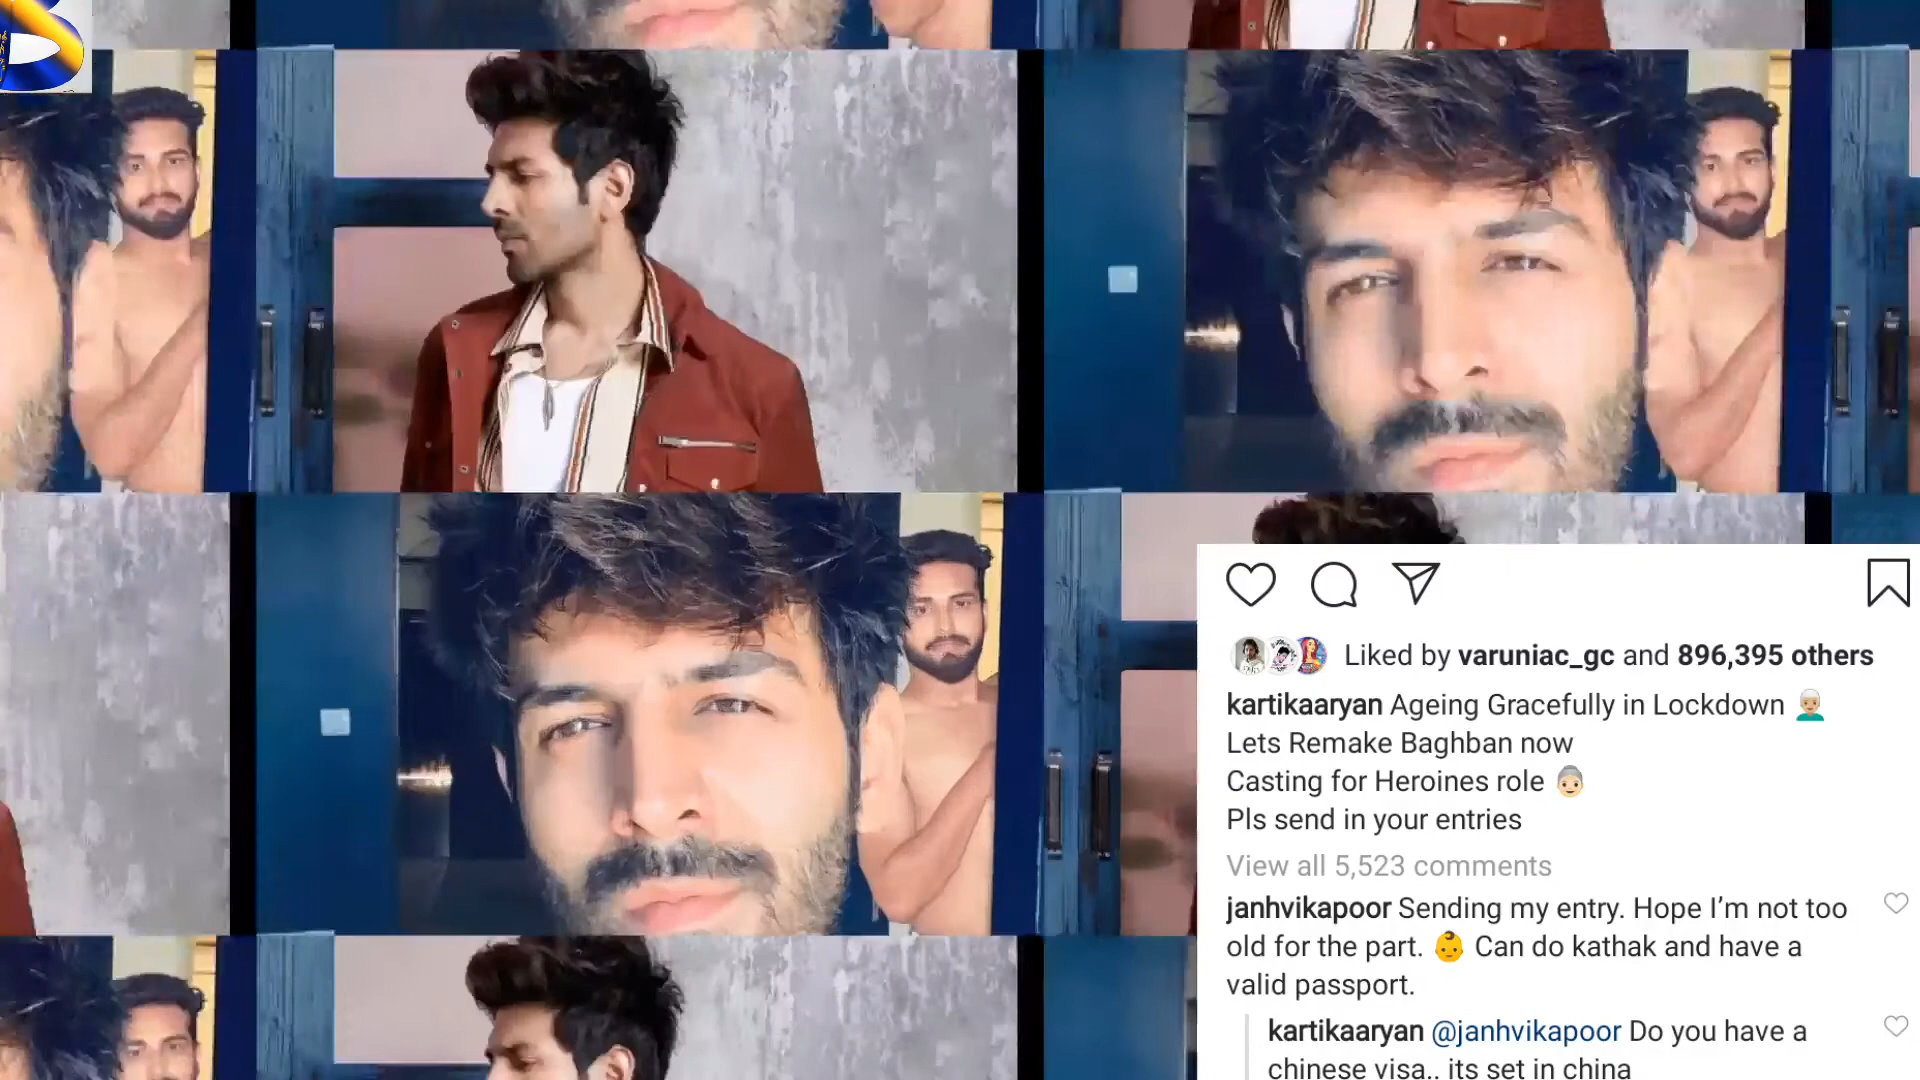 Liked by varuniac_gc and 896,395 others
kartikaaryan Ageing Gracefully in Lockdown 👨🏼‍🦳
Lets Remake Baghban now
Casting for Heroines role 👵🏼
Pls send in your entries
View all 5,523 comments
janhvikapoor Sending my entry. Hope I’m not too
old for the part. 👶 Can do kathak and have a
valid passport.
kartikaaryan @janhvikapoor Do you have a
chinese visa.. its set in china